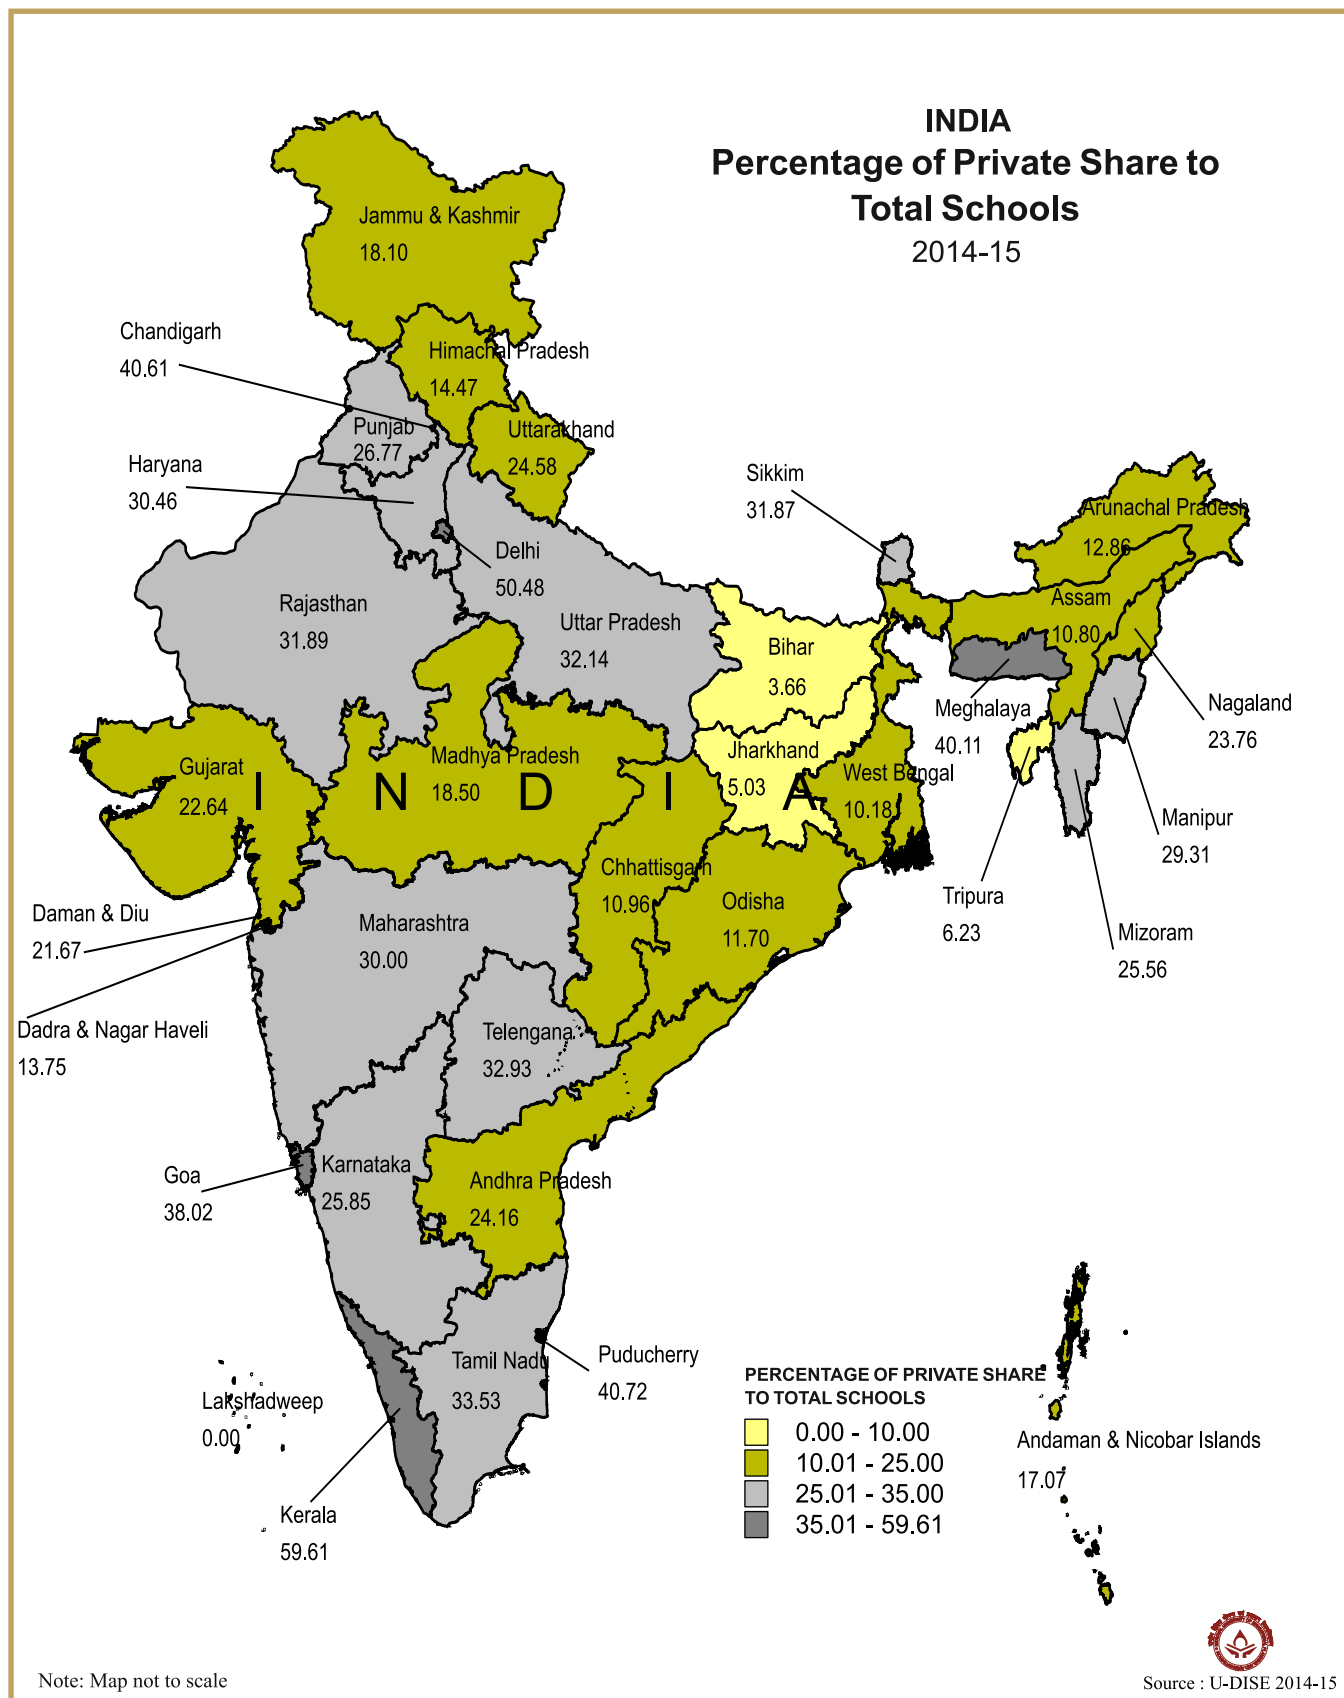 INDIA
Percentage of Private Share to
Total Schools
2014-15
Jammu & Kashmir
18.10
Chandigarh
40.61
Himachal Pradesh
14.47
Punjab
26.77
Uttarakhand
24.58
Haryana
30.46
Sikkim
31.87
Arunachal Pradesh
12.86
Delhi
50.48
Rajasthan
31.89
Uttar Pradesh
32.14
Bihar
3.66
Assam
10.80
Meghalaya
40.11
Nagaland
23.76
Gujarat
22.64
Madhya Pradesh
18.50
Jharkhand
5.03
West Bengal
10.18
I N D I A
Manipur
29.31
Chhattisgarh
10.96
Odisha
11.70
Tripura
6.23
Mizoram
25.56
Daman & Diu
21.67
Maharashtra
30.00
Dadra & Nagar Haveli
13.75
Telengana
32.93
Goa
38.02
Karnataka
25.85
Andhra Pradesh
24.16
Tamil Nadu
33.53
Puducherry
40.72
Lakshadweep
0.00
Kerala
59.61
PERCENTAGE OF PRIVATE SHARE
TO TOTAL SCHOOLS
0.00 - 10.00
10.01 - 25.00
25.01 - 35.00
35.01 - 59.61
Andaman & Nicobar Islands
17.07
Note: Map not to scale
Source : U-DISE 2014-15